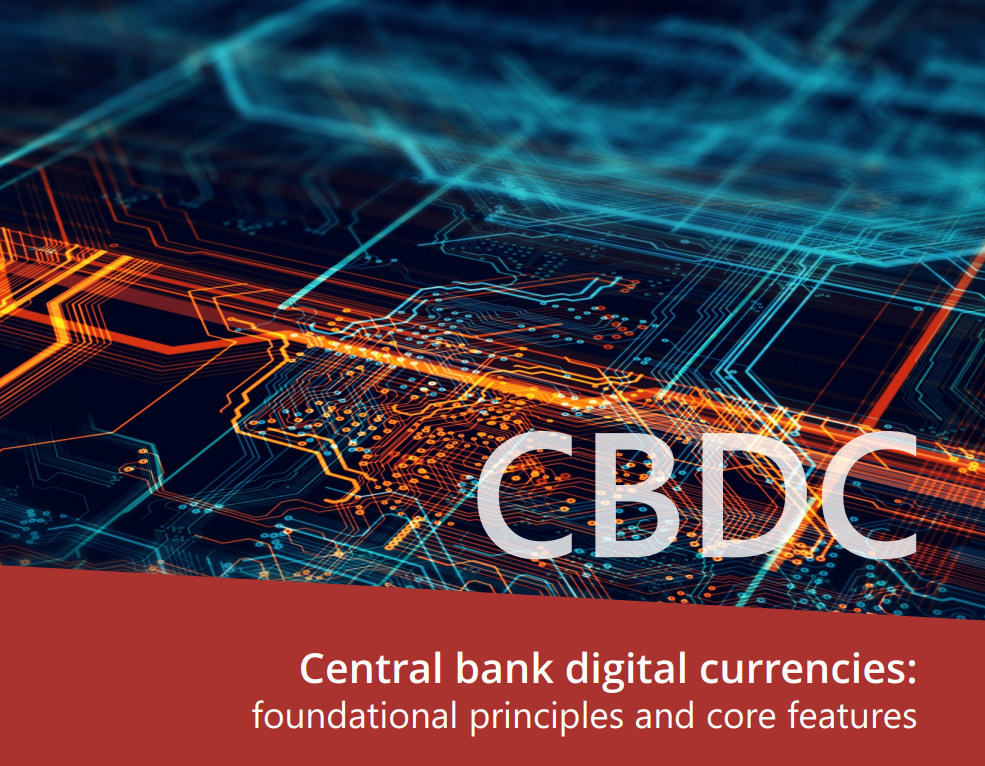 CBDC
Central bank digital currencies:
foundational principles and core features